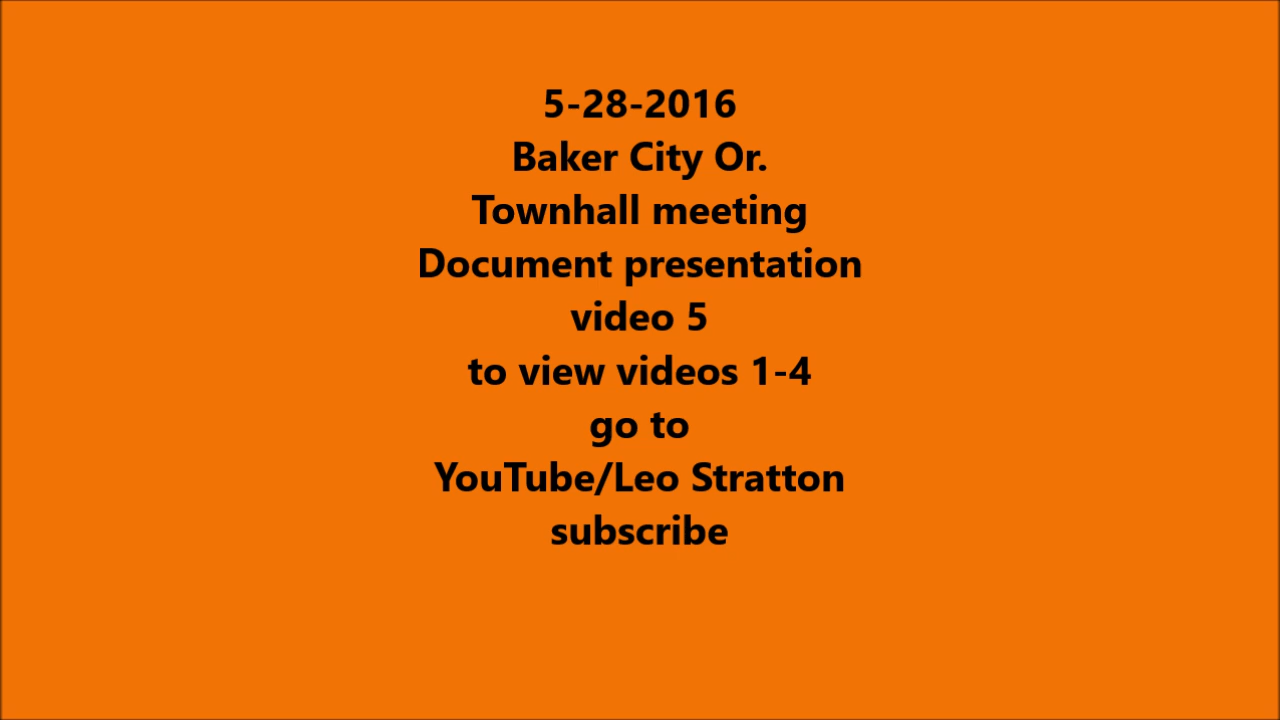 5-28-2016
Baker City Or.
Townhall meeting
Document presentation
video 5
to view videos 1-4
go to
YouTube/Leo Stratton
subscribe